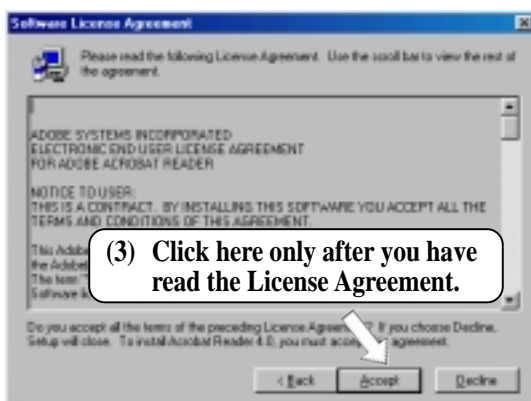 Software License Agreement
Please read the following License Agreement. Use the scroll bar to view the rest of
the agreement.
ADOBE SYSTEMS INCORPORATED
ELECTRONIC END USER LICENSE AGREEMENT
FOR ADOBE ACROBAT READER
NOTICE TO USER:
THIS IS A CONTRACT. BY INSTALLING THIS SOFTWARE YOU ACCEPT ALL THE
TERMS AND CONDITIONS OF THIS AGREEMENT.
This Adobe
the Adobe
The term
Software
(3) Click here only after you have
read the License Agreement.
Do you accept all the terms of the preceding License If you choose Decline,
Setup will close. To install Acrobat Reader 4.0, you must agreement.
< Back
Accept
Decline